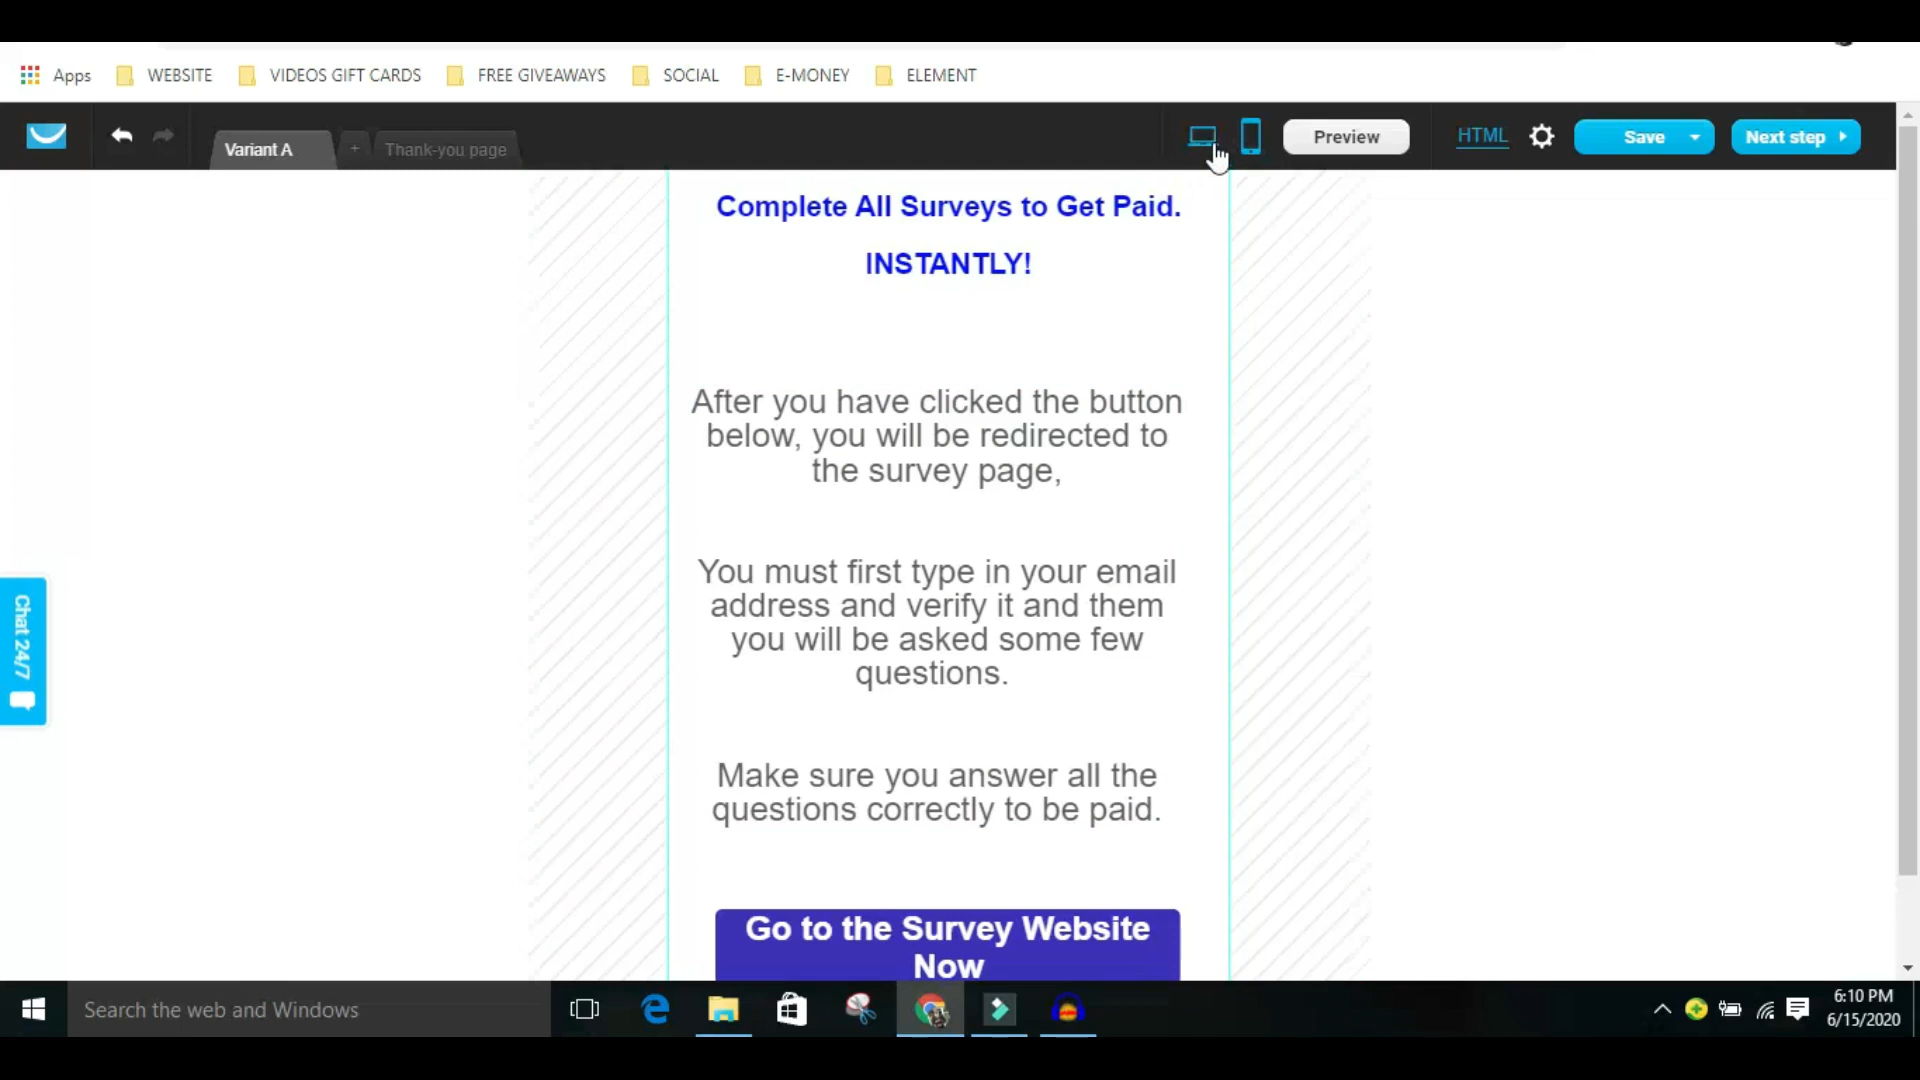 Apps WEBSITE VIDEOS GIFT CARDS FREE GIVEAWAYS SOCIAL E-MONEY ELEMENT
Variant A + Thank-you page Preview HTML Save Next step
Complete All Surveys to Get Paid.
INSTANTLY!
After you have clicked the button
below, you will be redirected to
the survey page,
You must first type in your email
address and verify it and them
you will be asked some few
questions.
Make sure you answer all the
questions correctly to be paid.
Go to the Survey Website
Now
Chat 24/7
Search the web and Windows
6:10 PM
6/15/2020